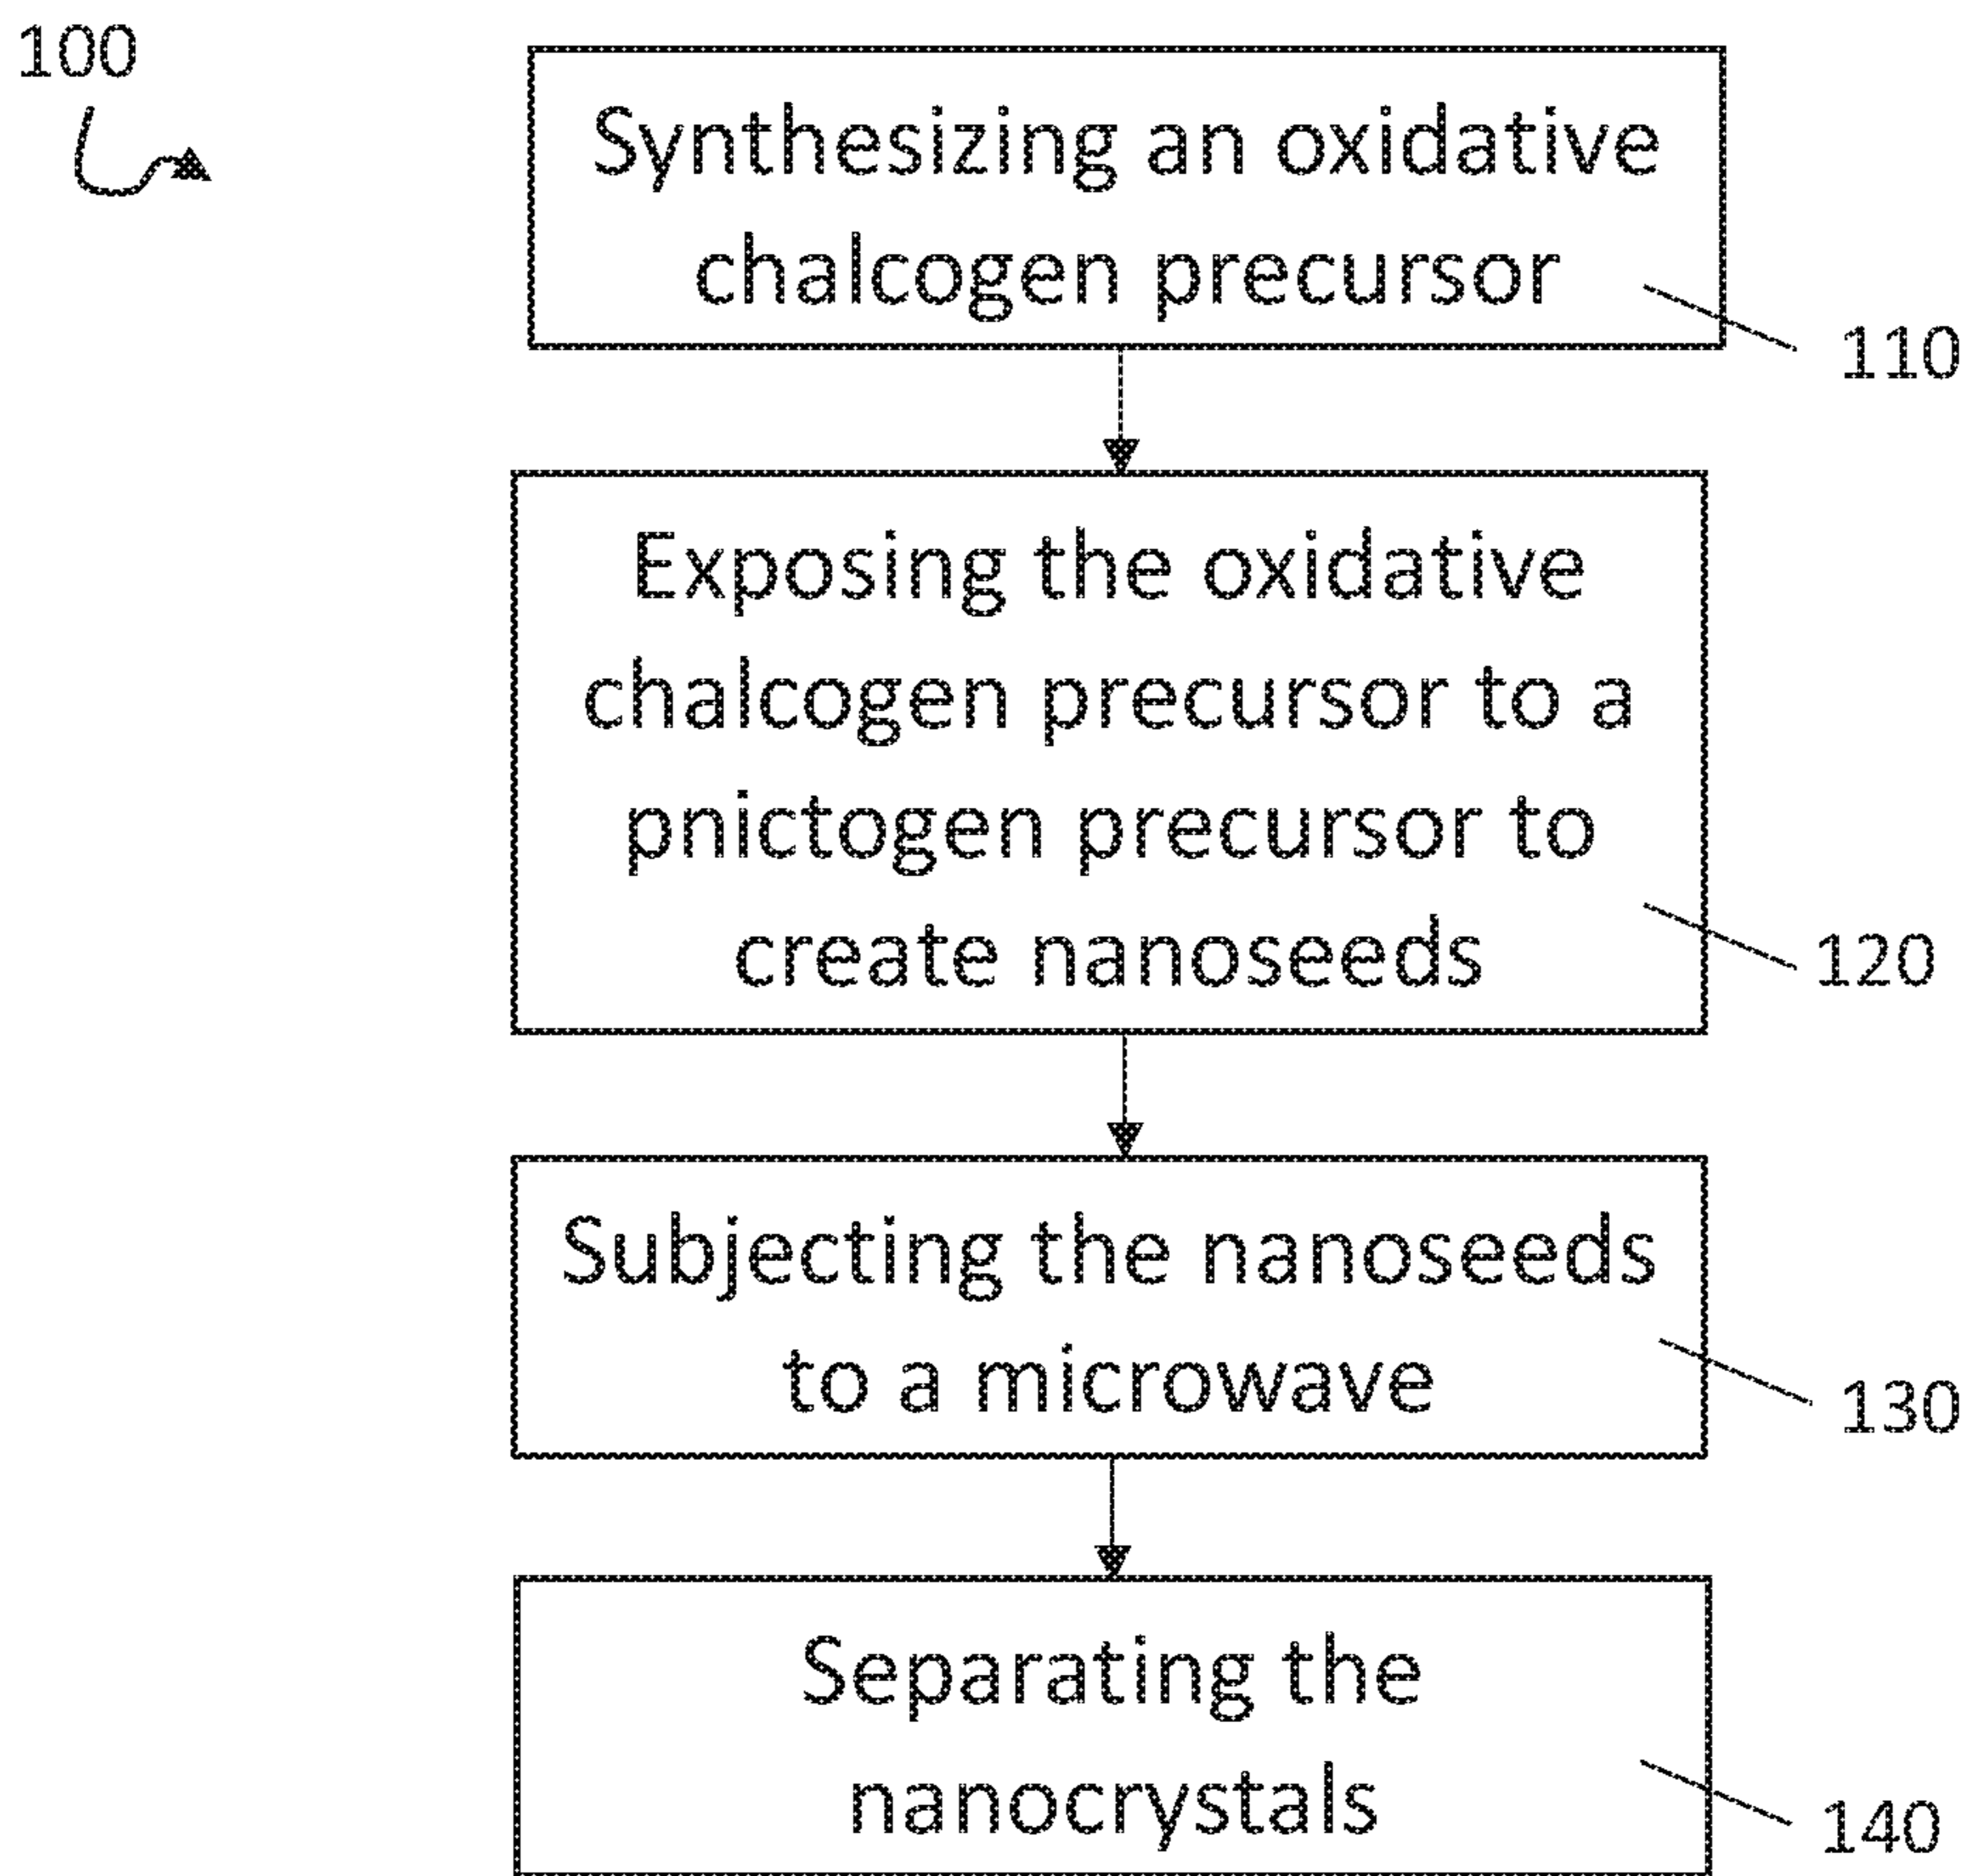 100
Synthesizing an oxidative
chalcogen precursor
110
Exposing the oxidative
chalcogen precursor to a
pnictogen precursor to
create nanoseeds
120
Subjecting the nanoseeds
to a microwave
130
Separating the
nanocrystals
140